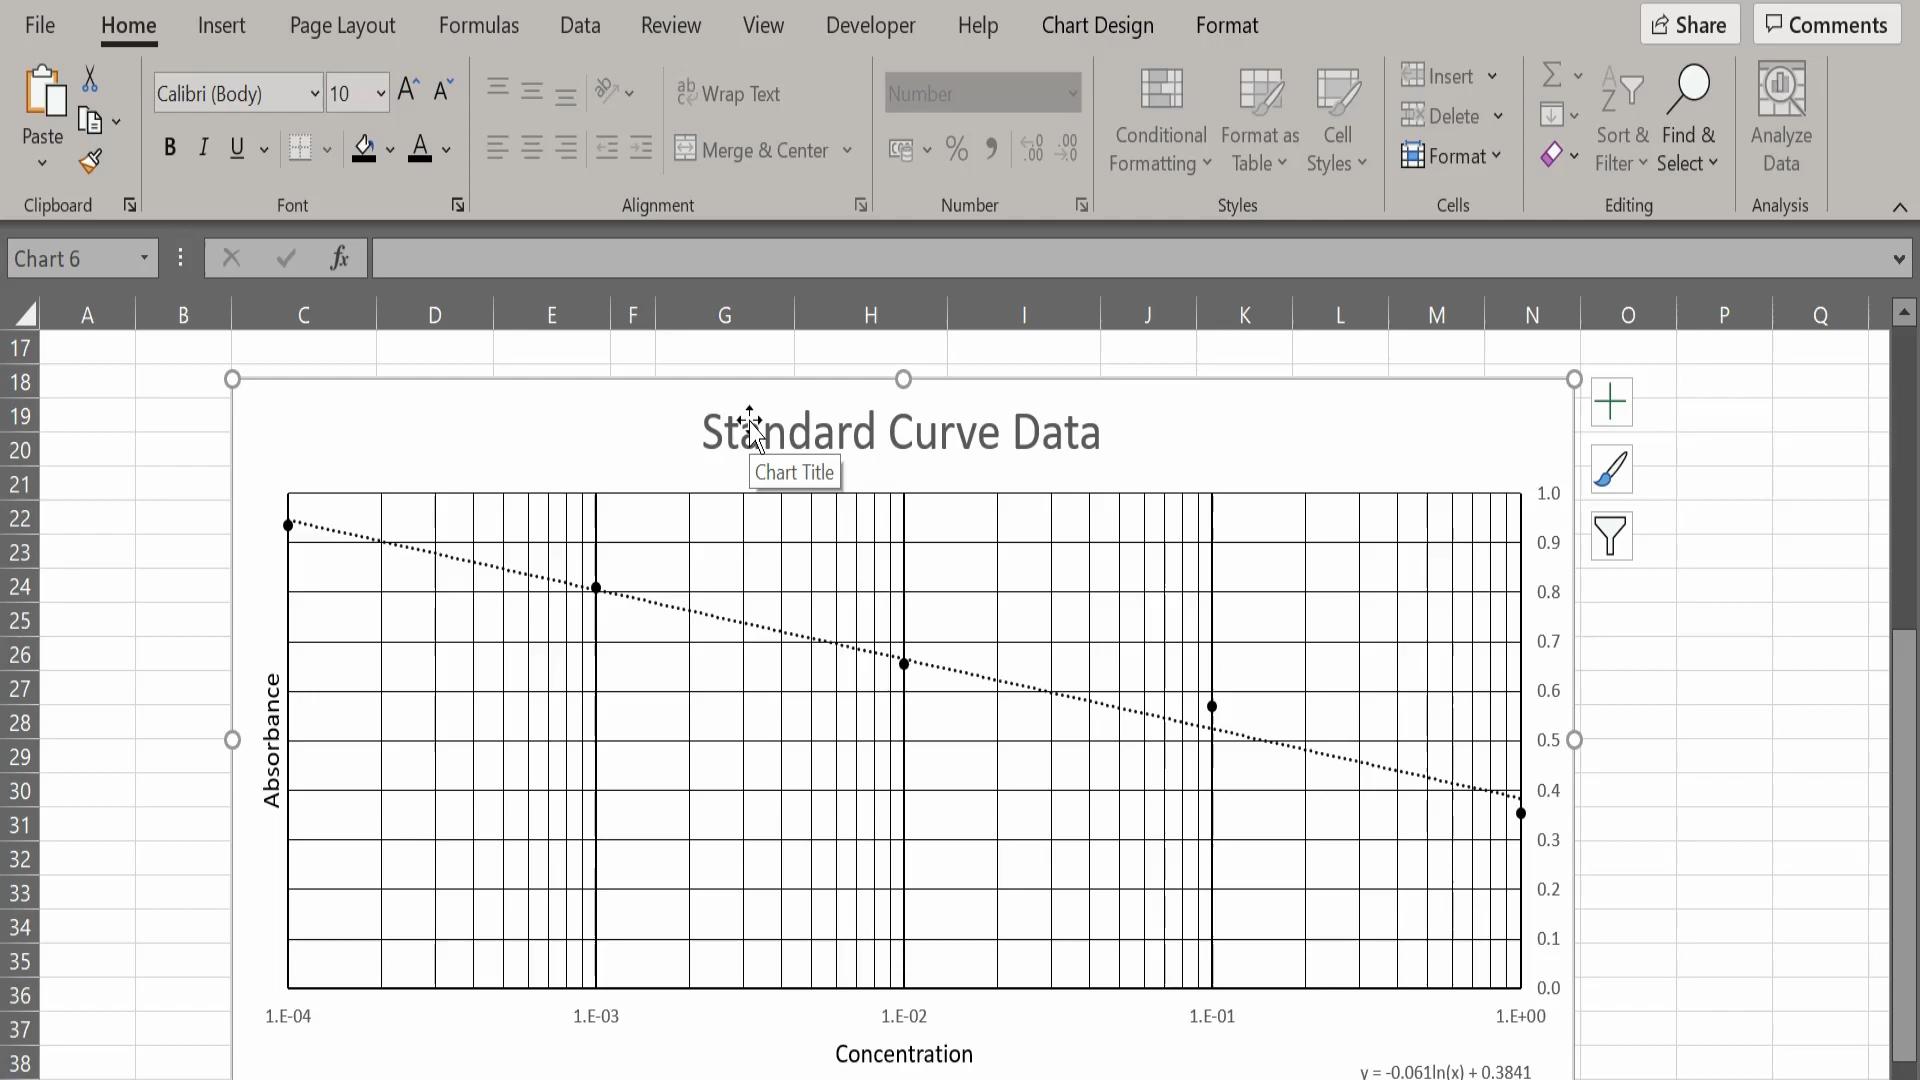 File Home Insert Page Layout Formulas Data Review View Developer Help Chart Design Format Share Comments
Paste
Calibri (Body) 10 A A
B I U A
ab Wrap Text
Merge & Center
Number
% .00 .00
Conditional Formatting
Format as Table
Cell Styles
Insert
Delete
Format
Sort & Filter
Find & Select
Analyze Data
Clipboard Font Alignment Number Styles Cells Editing Analysis
Chart 6 fx
A B C D E F G H I J K L M N O P Q
17
18
19
20
21
22
23
24
25
26
27
28
29
30
31
32
33
34
35
36
37
38
Standard Curve Data
Chart Title
1.0
0.9
0.8
0.7
0.6
0.5
0.4
0.3
0.2
0.1
0.0
Absorbance
1.E-04 1.E-03 1.E-02 1.E-01 1.E+00
Concentration
y = -0.061ln(x) + 0.3841